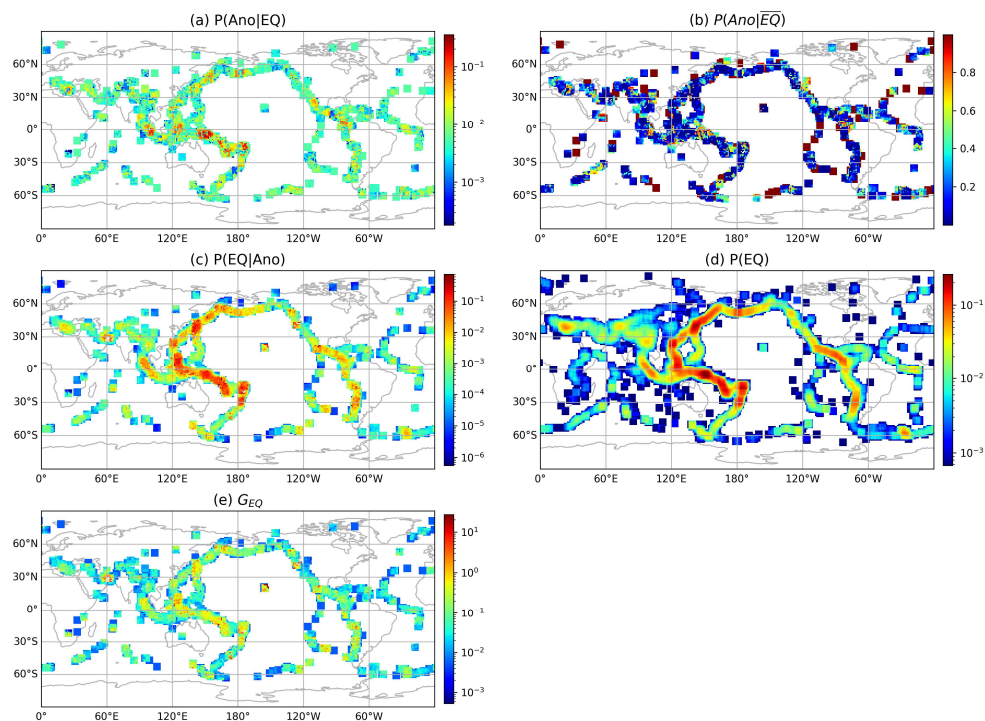 (a) P(Ano|EQ)
60°N
30°N
0°
30°S
60°S
0° 60°E 120°E 180° 120°W 60°W
10⁻¹
10⁻²
10⁻³
(b) P(Ano|E̅Q̅)
60°N
30°N
0°
30°S
60°S
0° 60°E 120°E 180° 120°W 60°W
0.8
0.6
0.4
0.2
(c) P(EQ|Ano)
60°N
30°N
0°
30°S
60°S
0° 60°E 120°E 180° 120°W 60°W
10⁻¹
10⁻²
10⁻³
10⁻⁴
10⁻⁵
10⁻⁶
(d) P(EQ)
60°N
30°N
0°
30°S
60°S
0° 60°E 120°E 180° 120°W 60°W
10⁻¹
10⁻²
10⁻³
(e) G_EQ
60°N
30°N
0°
30°S
60°S
0° 60°E 120°E 180° 120°W 60°W
10¹
10⁰
10⁻¹
10⁻²
10⁻³